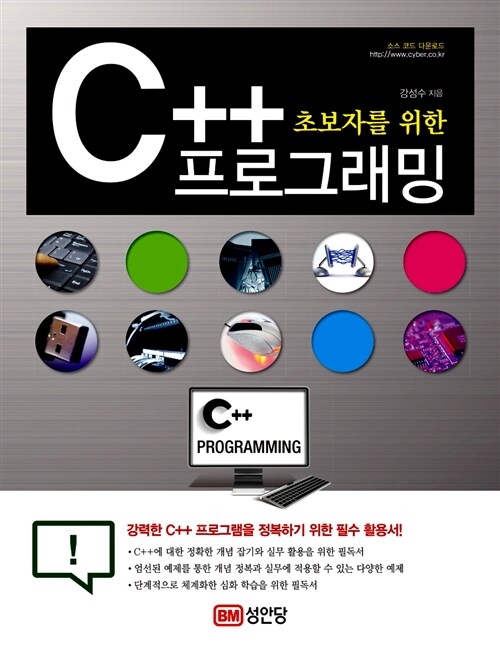 소스 코드 다운로드
http://www.cyber.co.kr
강성수 지음
C++
초보자를 위한
프로그래밍
C++
PROGRAMMING
!
강력한 C++ 프로그램을 정복하기 위한 필수 활용서!
• C++에 대한 정확한 개념 잡기와 실무 활용을 위한 필독서
• 엄선된 예제를 통한 개념 정복과 실무에 적용할 수 있는 다양한 예제
• 단계적으로 체계화한 심화 학습을 위한 필독서
BM 성안당